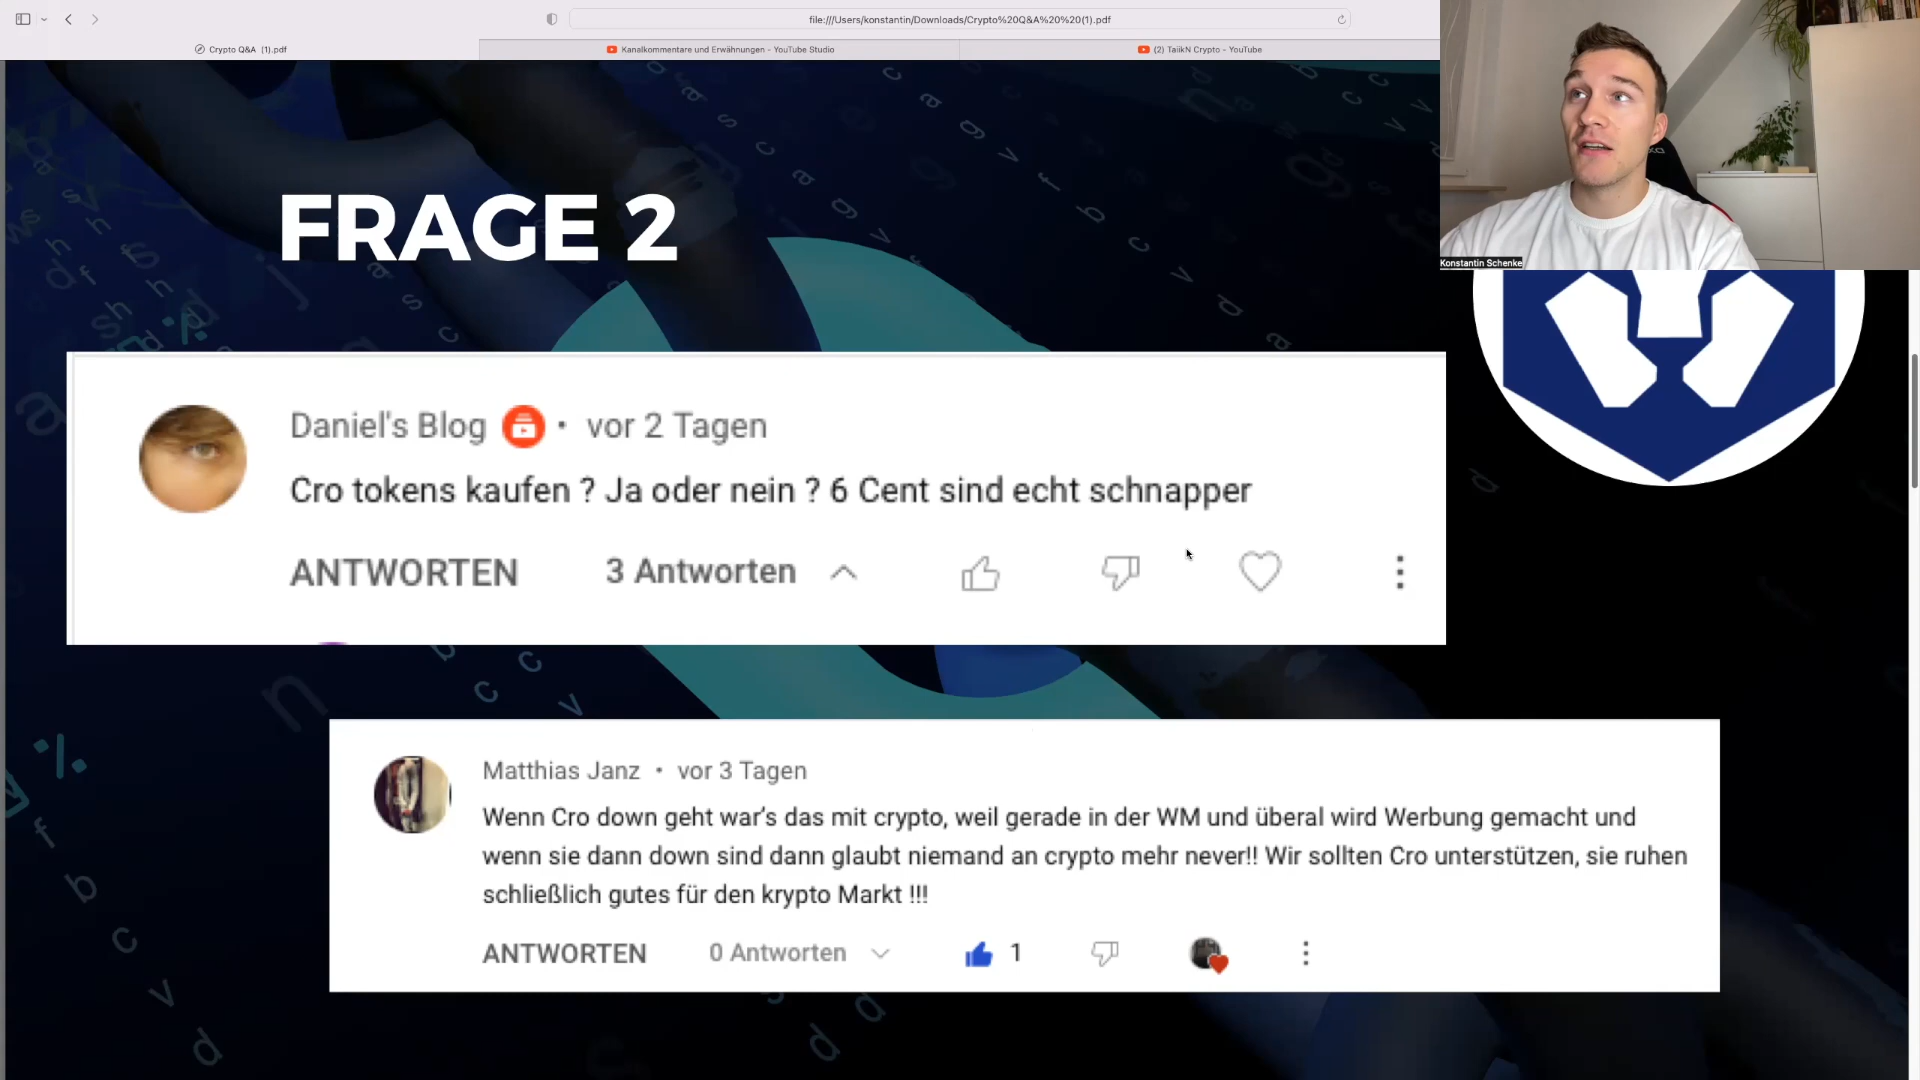 file:///Users/konstantin/Downloads/Crypto%20Q&A%20%20(1).pdf
Crypto Q&A (1).pdf
Kanalkommentare und Erwähnungen - YouTube Studio
(2) TaiikN Crypto - YouTube
Konstantin Schenke
FRAGE 2
Daniel's Blog • vor 2 Tagen
Cro tokens kaufen ? Ja oder nein ? 6 Cent sind echt schnapper
ANTWORTEN 3 Antworten
Matthias Janz • vor 3 Tagen
Wenn Cro down geht war's das mit crypto, weil gerade in der WM und überal wird Werbung gemacht und
wenn sie dann down sind dann glaubt niemand an crypto mehr never!! Wir sollten Cro unterstützen, sie ruhen
schließlich gutes für den krypto Markt !!!
ANTWORTEN 0 Antworten 1